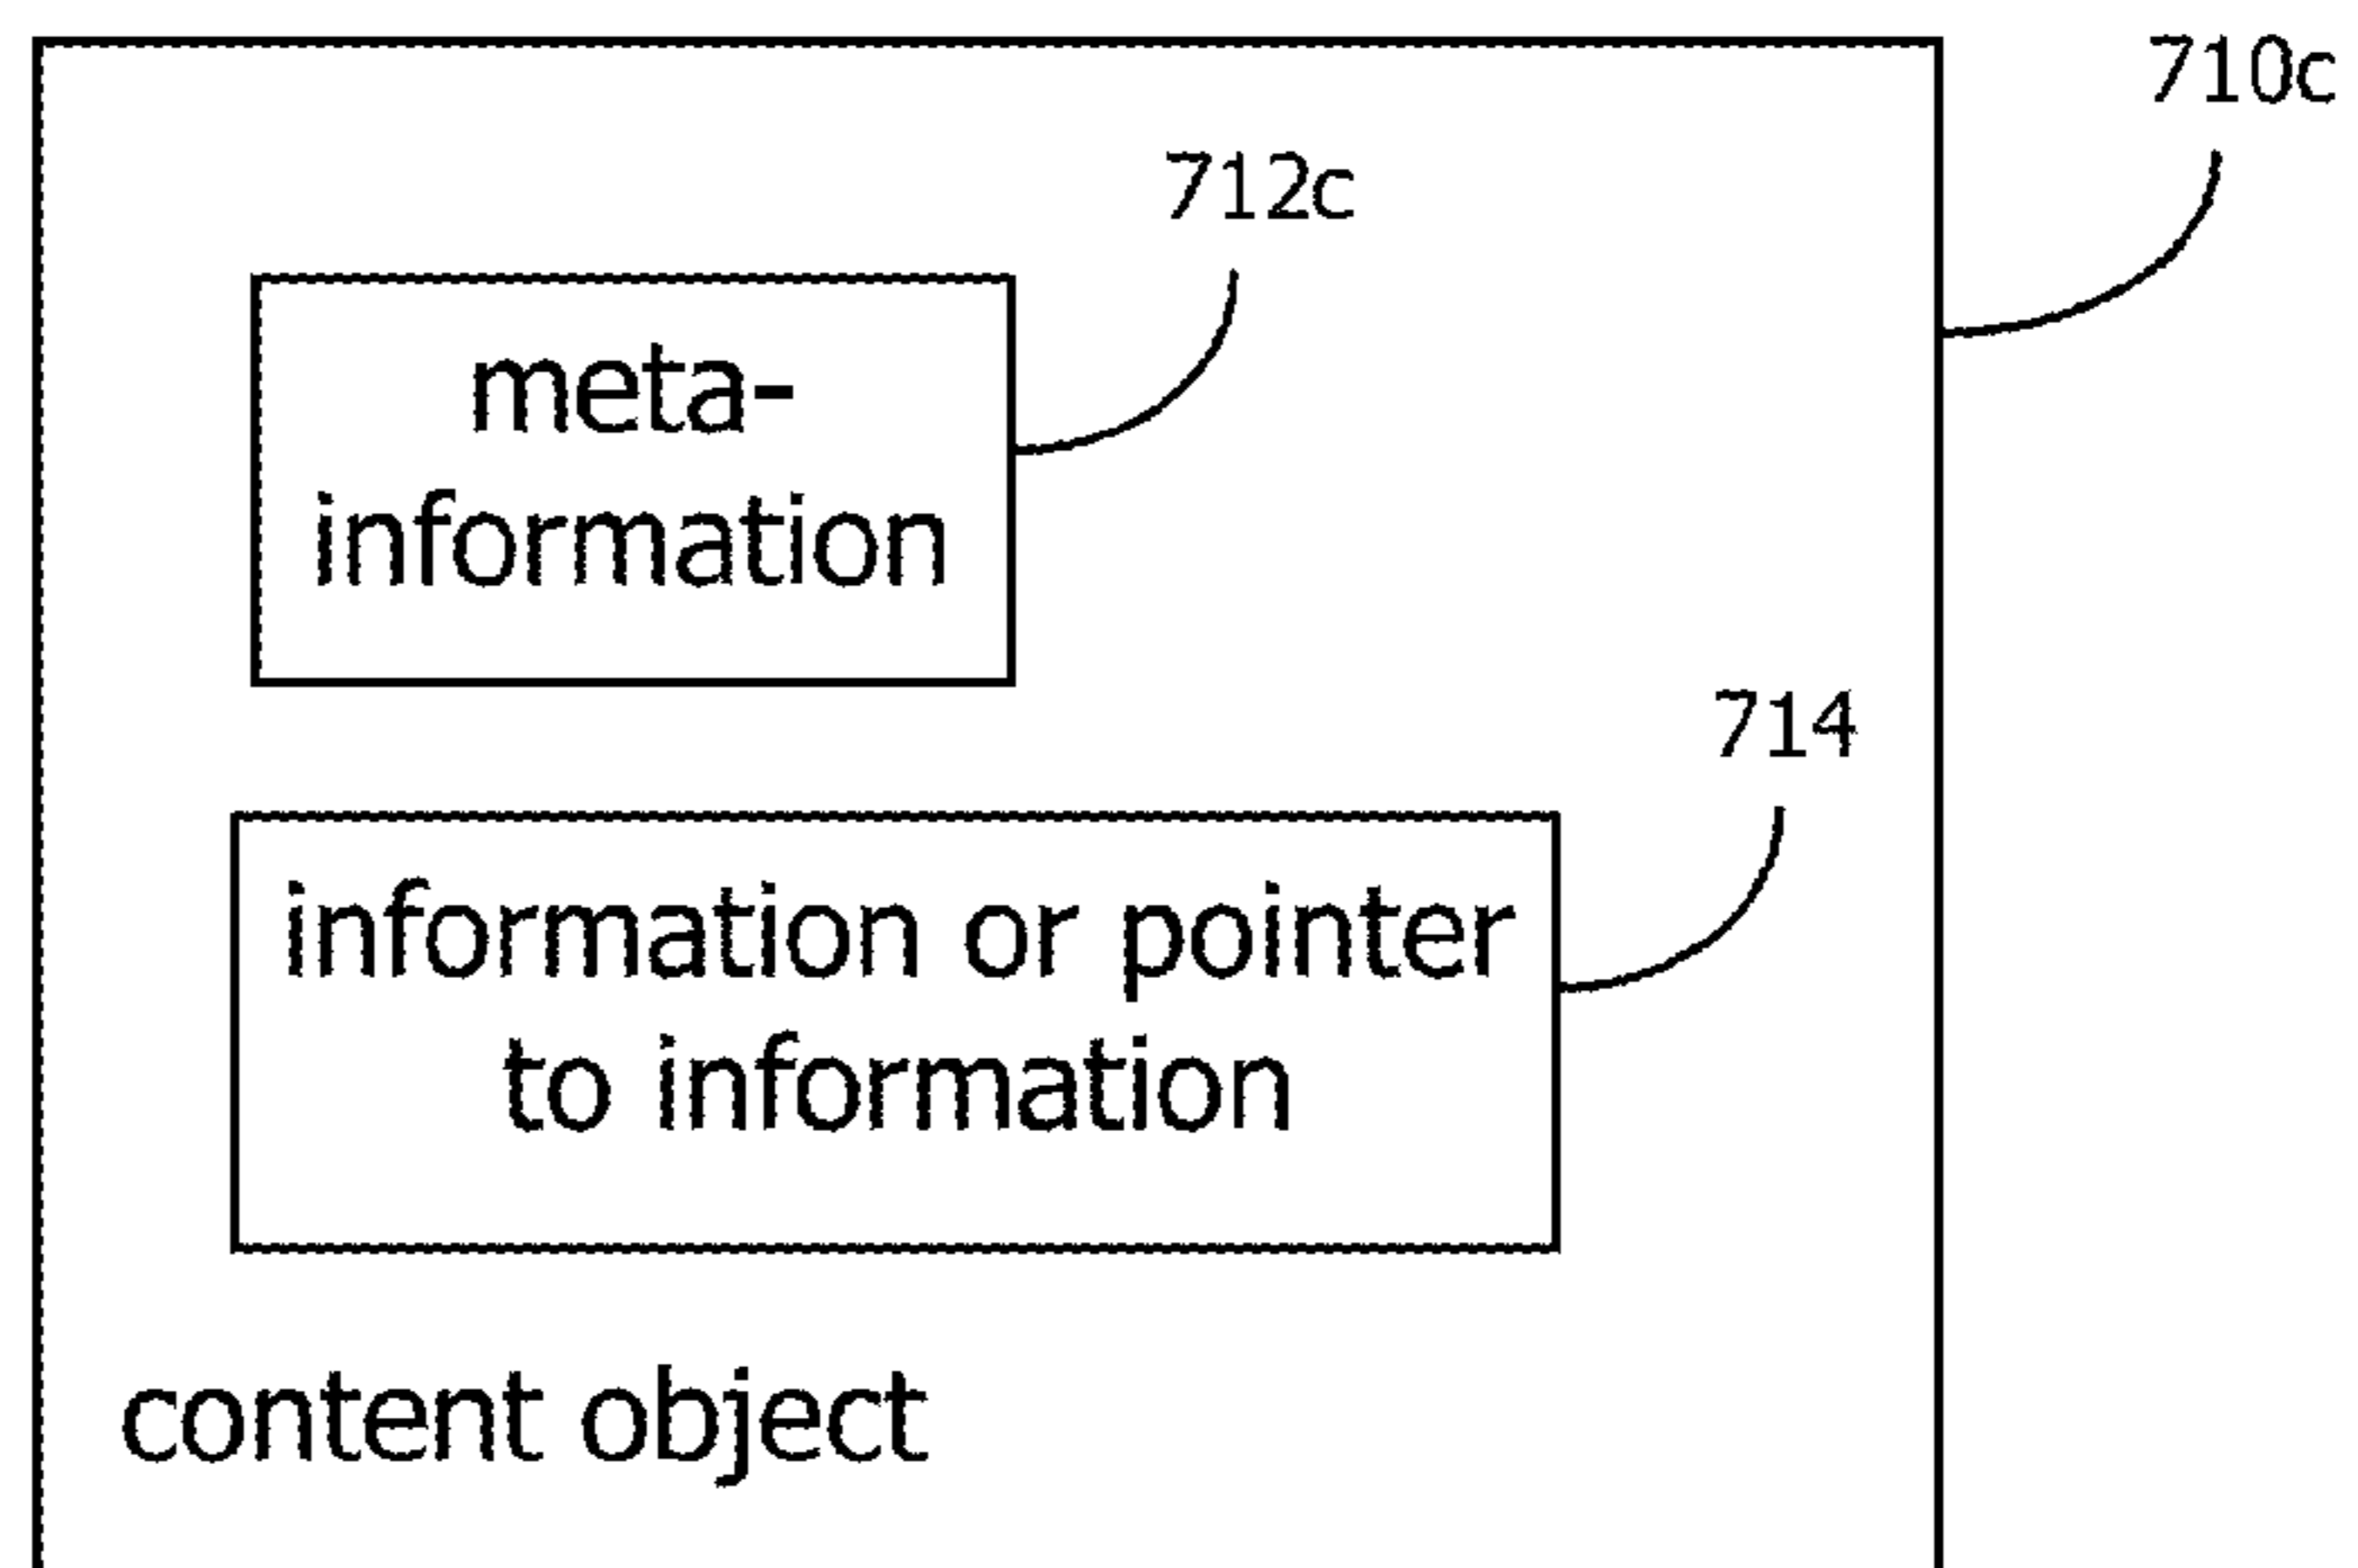 710c
712c
meta-
information
714
information or pointer
to information
content object